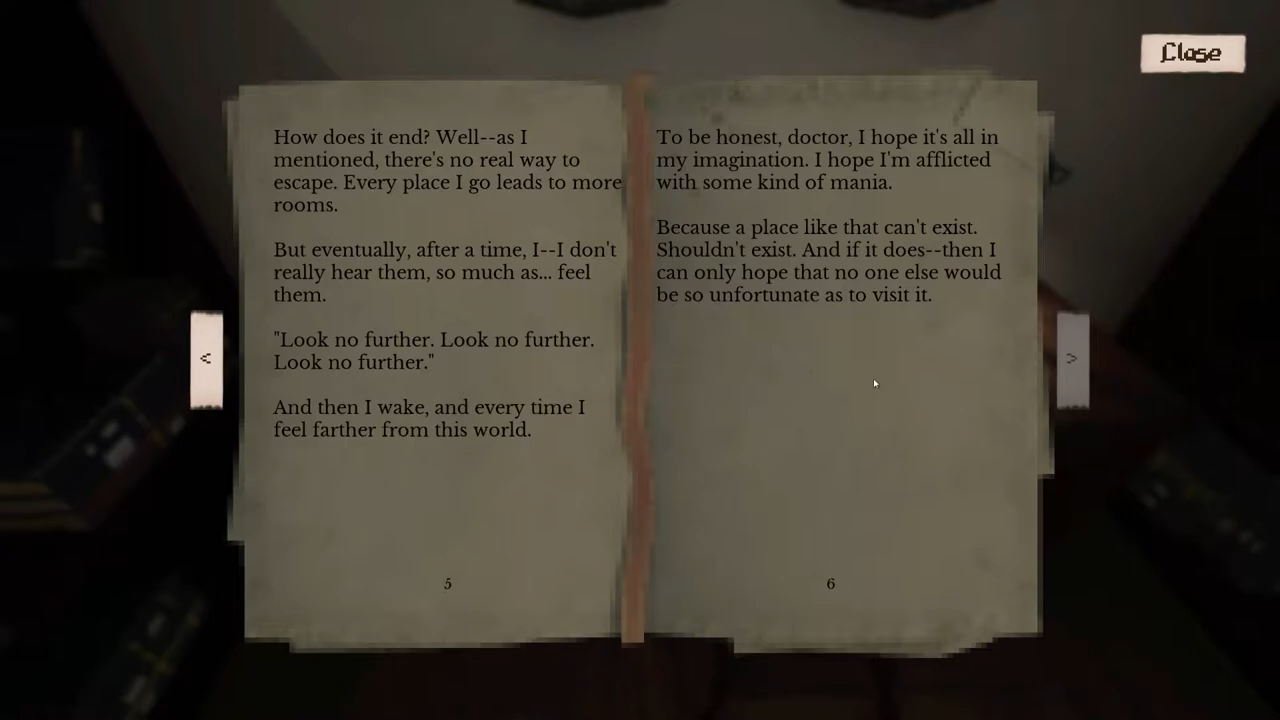 Close
How does it end? Well--as I
mentioned, there's no real way to
escape. Every place I go leads to more
rooms.
But eventually, after a time, I--I don't
really hear them, so much as... feel
them.
"Look no further. Look no further.
Look no further."
And then I wake, and every time I
feel farther from this world.
5
To be honest, doctor, I hope it's all in
my imagination. I hope I'm afflicted
with some kind of mania.
Because a place like that can't exist.
Shouldn't exist. And if it does--then I
can only hope that no one else would
be so unfortunate as to visit it.
6
<
>